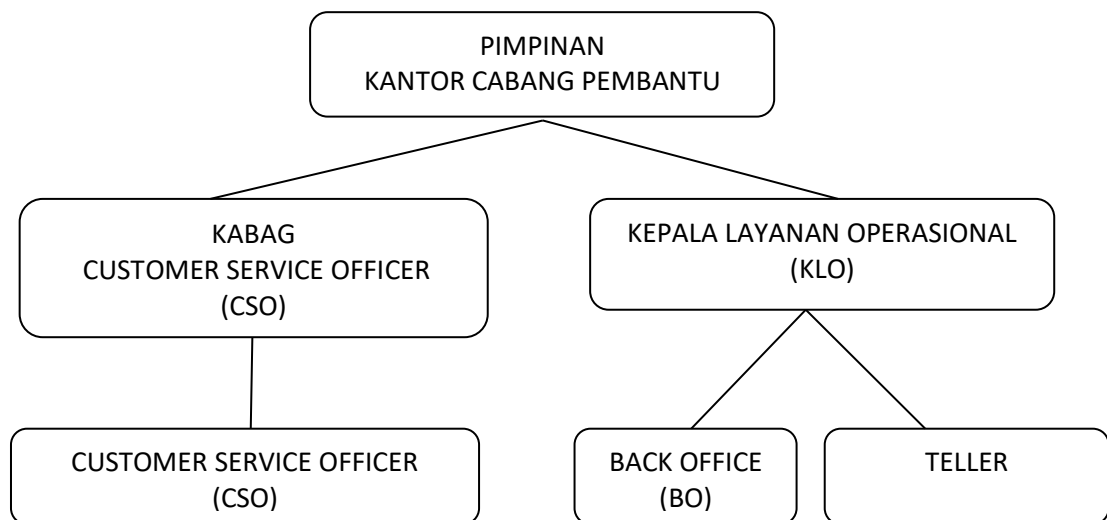 PIMPINAN
KANTOR CABANG PEMBANTU
KABAG
CUSTOMER SERVICE OFFICER
(CSO)
KEPALA LAYANAN OPERASIONAL
(KLO)
CUSTOMER SERVICE OFFICER
(CSO)
BACK OFFICE
(BO)
TELLER